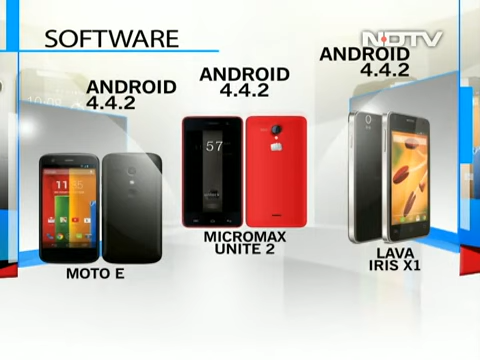 SOFTWARE
NDTV
ANDROID
4.4.2
ANDROID
4.4.2
ANDROID
4.4.2
57
MOTO E
MICROMAX
UNITE 2
LAVA
IRIS X1